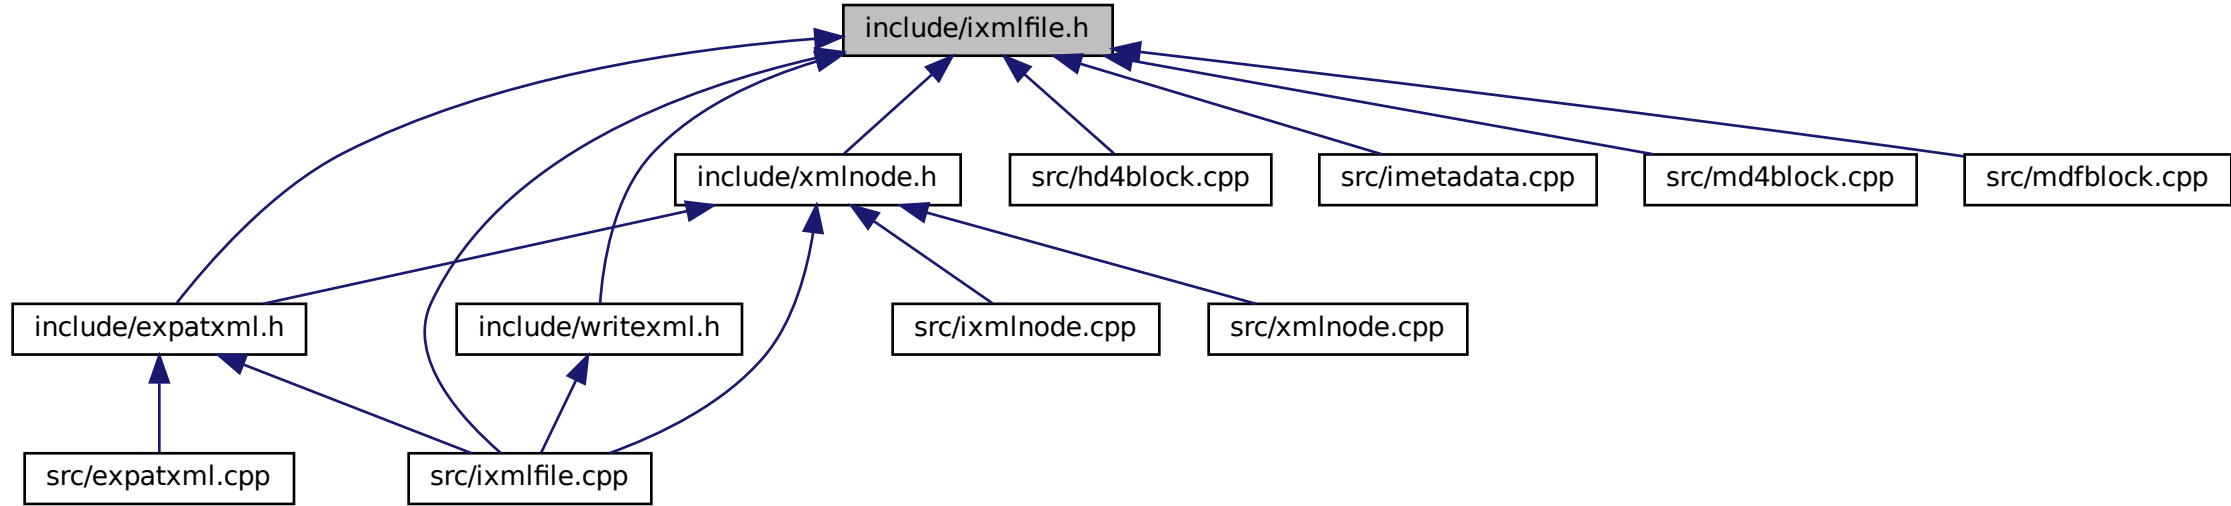 include/ixmlfile.h
include/xmlnode.h
src/hd4block.cpp
src/imetadata.cpp
src/md4block.cpp
src/mdfblock.cpp
include/expatxml.h
include/writexml.h
src/ixmlnode.cpp
src/xmlnode.cpp
src/expatxml.cpp
src/ixmlfile.cpp